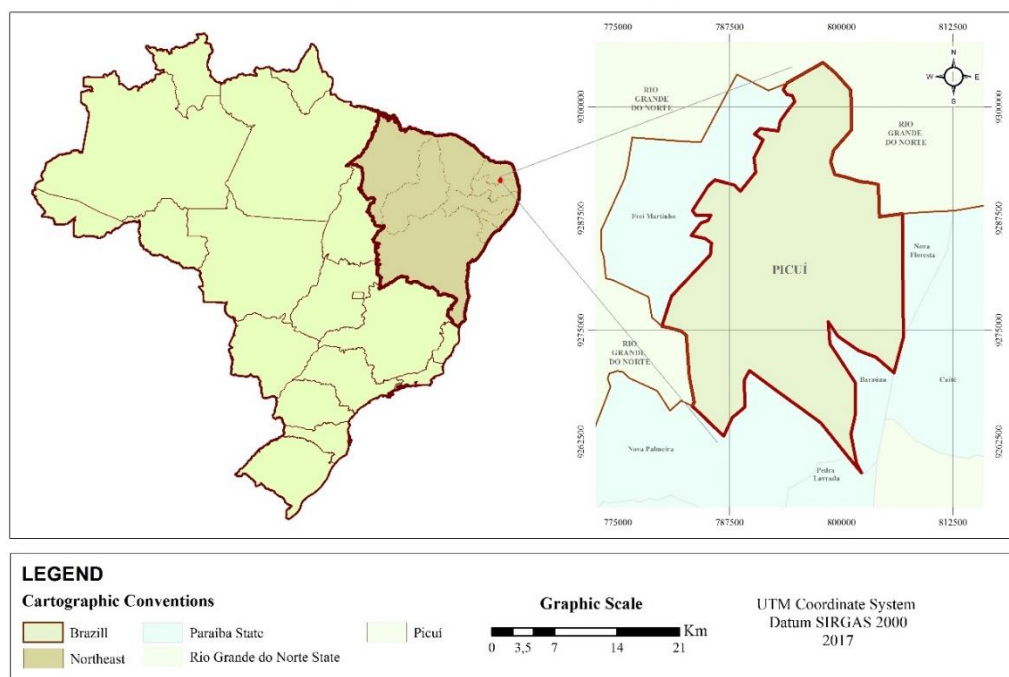 775000 787500 800000 812500
N
W E
S
RIO
GRANDE
DO NORTE
9300000
9300000
RIO
GRANDE
DO NORTE
Frei Martinho
9287500
9287500
Nova
Floresta
PICUÍ
9275000
9275000
RIO
GRANDE
DO NORTE
Baraúna
Cuité
Nova Palmeira
9262500
9262500
Pedra
Lavrada
775000 787500 800000 812500
LEGEND
Cartographic Conventions
Brazill
Paraíba State
Picuí
Northeast
Rio Grande do Norte State
Graphic Scale
Km
0 3,5 7 14 21
UTM Coordinate System
Datum SIRGAS 2000
2017